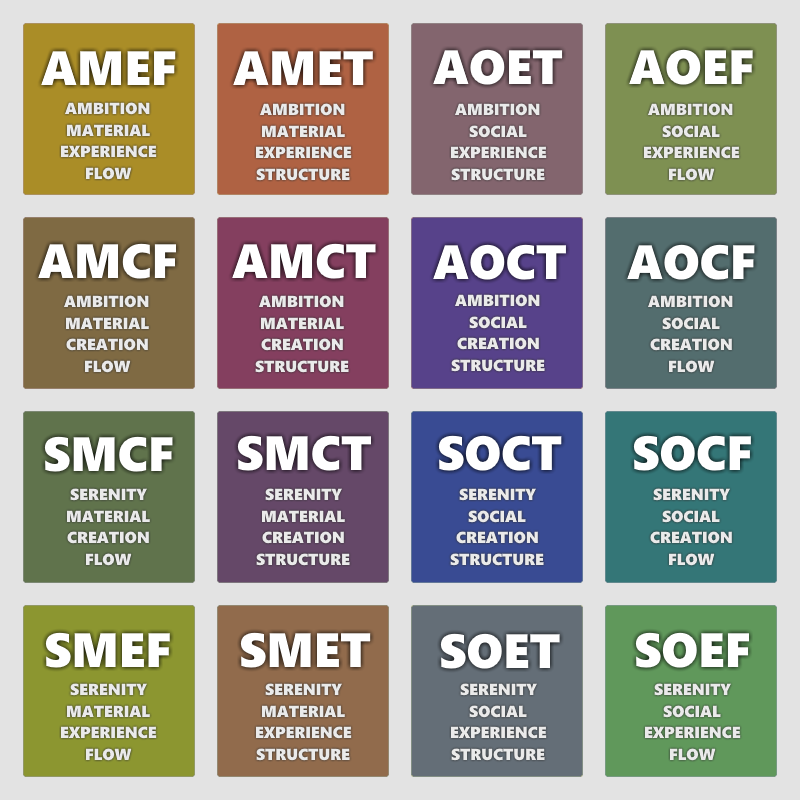 AMEF
AMBITION
MATERIAL
EXPERIENCE
FLOW
AMET
AMBITION
MATERIAL
EXPERIENCE
STRUCTURE
AOET
AMBITION
SOCIAL
EXPERIENCE
STRUCTURE
AOEF
AMBITION
SOCIAL
EXPERIENCE
FLOW
AMCF
AMBITION
MATERIAL
CREATION
FLOW
AMCT
AMBITION
MATERIAL
CREATION
STRUCTURE
AOCT
AMBITION
SOCIAL
CREATION
STRUCTURE
AOCF
AMBITION
SOCIAL
CREATION
FLOW
SMCF
SERENITY
MATERIAL
CREATION
FLOW
SMCT
SERENITY
MATERIAL
CREATION
STRUCTURE
SOCT
SERENITY
SOCIAL
CREATION
STRUCTURE
SOCF
SERENITY
SOCIAL
CREATION
FLOW
SMEF
SERENITY
MATERIAL
EXPERIENCE
FLOW
SMET
SERENITY
MATERIAL
EXPERIENCE
STRUCTURE
SOET
SERENITY
SOCIAL
EXPERIENCE
STRUCTURE
SOEF
SERENITY
SOCIAL
EXPERIENCE
FLOW